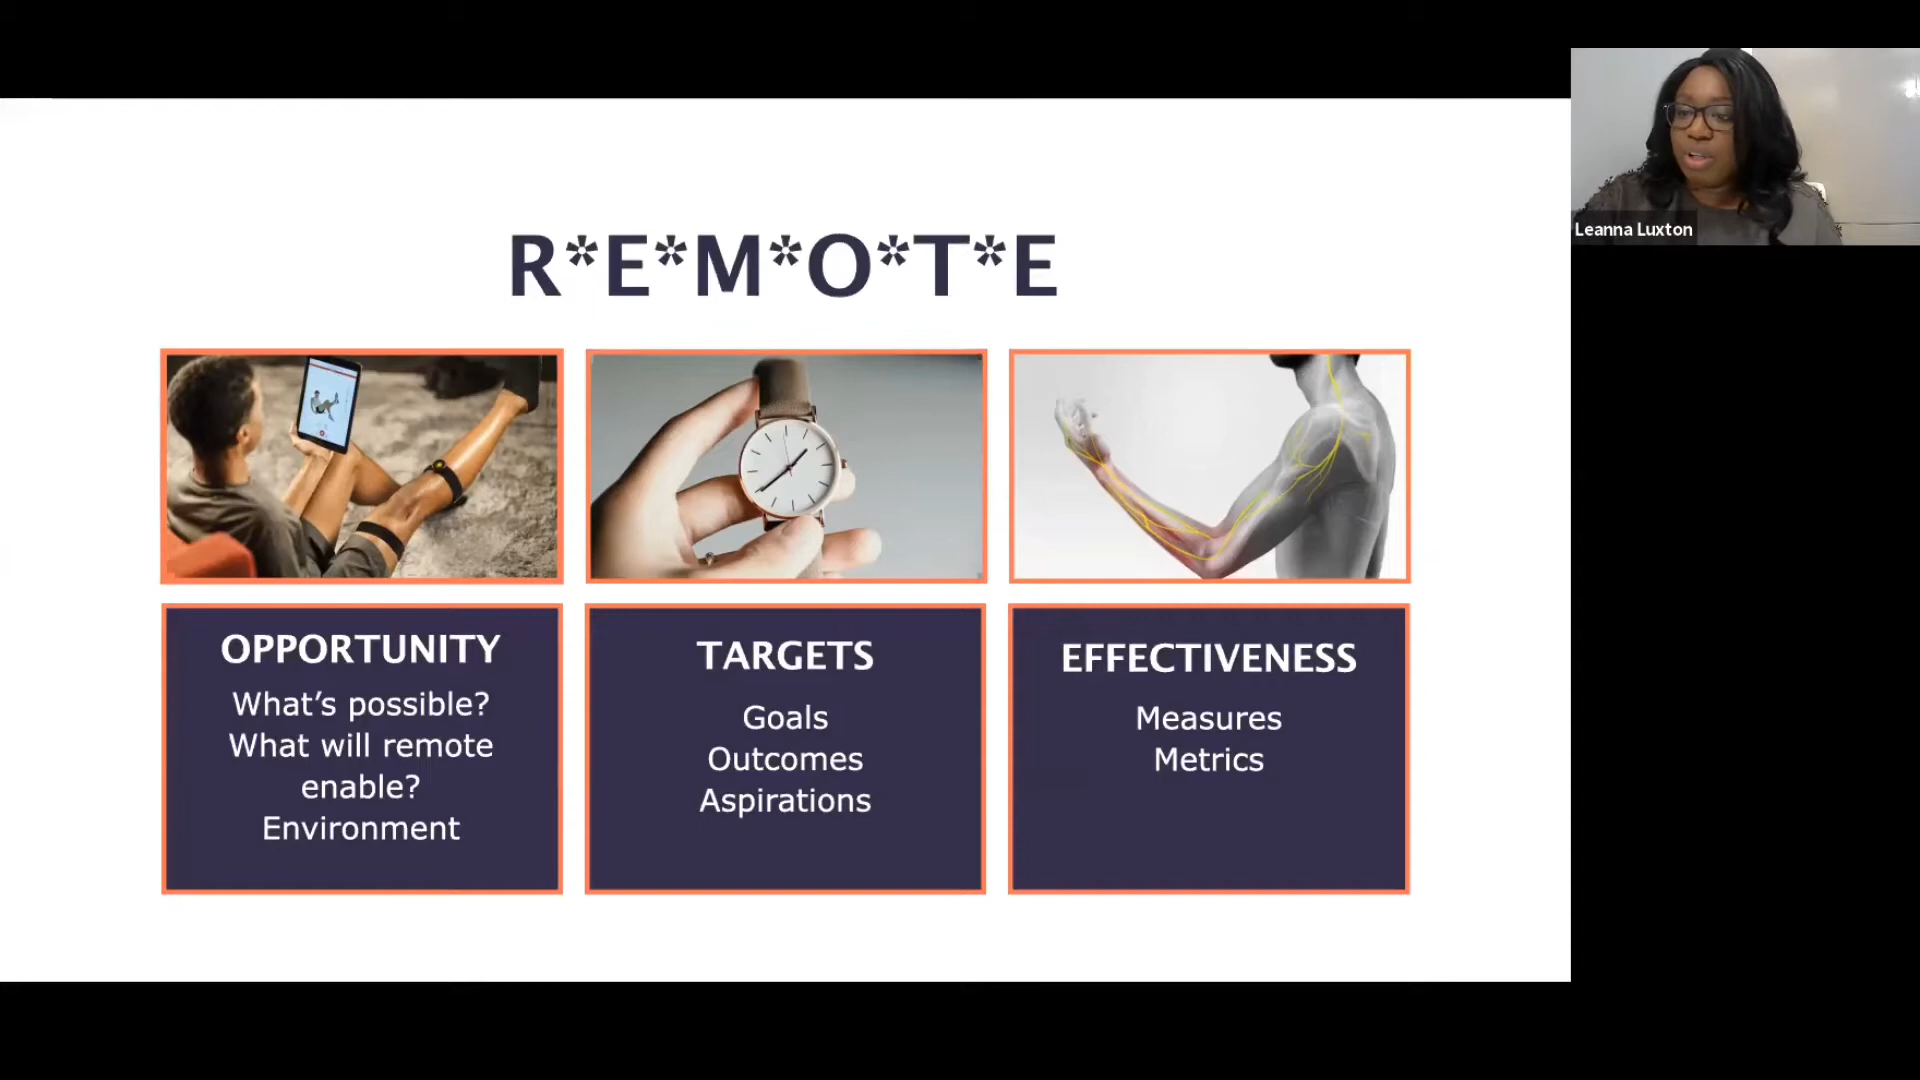 R*E*M*O*T*E
OPPORTUNITY
What’s possible?
What will remote
enable?
Environment
TARGETS
Goals
Outcomes
Aspirations
EFFECTIVENESS
Measures
Metrics
Leanna Luxton